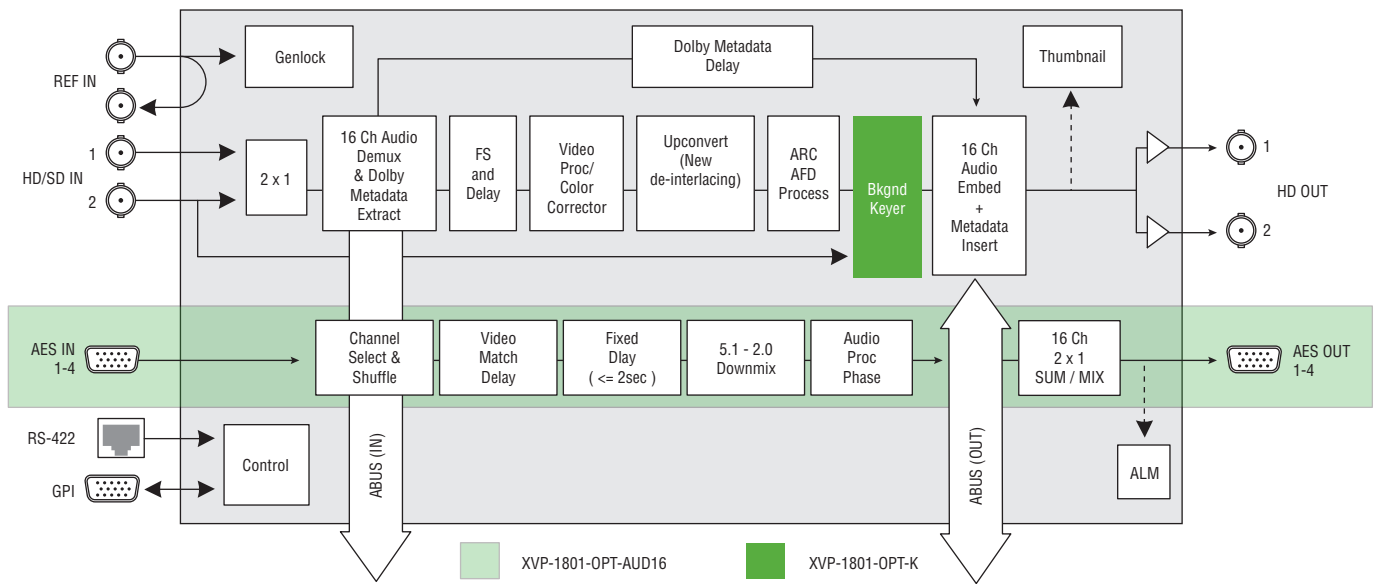 REF IN
Genlock
Dolby Metadata
Delay
Thumbnail
1
HD/SD IN
2
2 x 1
16 Ch Audio
Demux
& Dolby
Metadata
Extract
FS
and
Delay
Video
Proc/
Color
Corrector
Upconvert
(New
de-interlacing)
ARC
AFD
Process
Bkgnd
Keyer
16 Ch
Audio
Embed
+
Metadata
Insert
1
HD OUT
2
AES IN
1-4
Channel
Select &
Shuffle
Video
Match
Delay
Fixed
Dlay
( <= 2sec )
5.1 - 2.0
Downmix
Audio
Proc
Phase
16 Ch
2 x 1
SUM / MIX
AES OUT
1-4
RS-422
GPI
Control
ABUS (IN)
ABUS (OUT)
ALM
XVP-1801-OPT-AUD16
XVP-1801-OPT-K